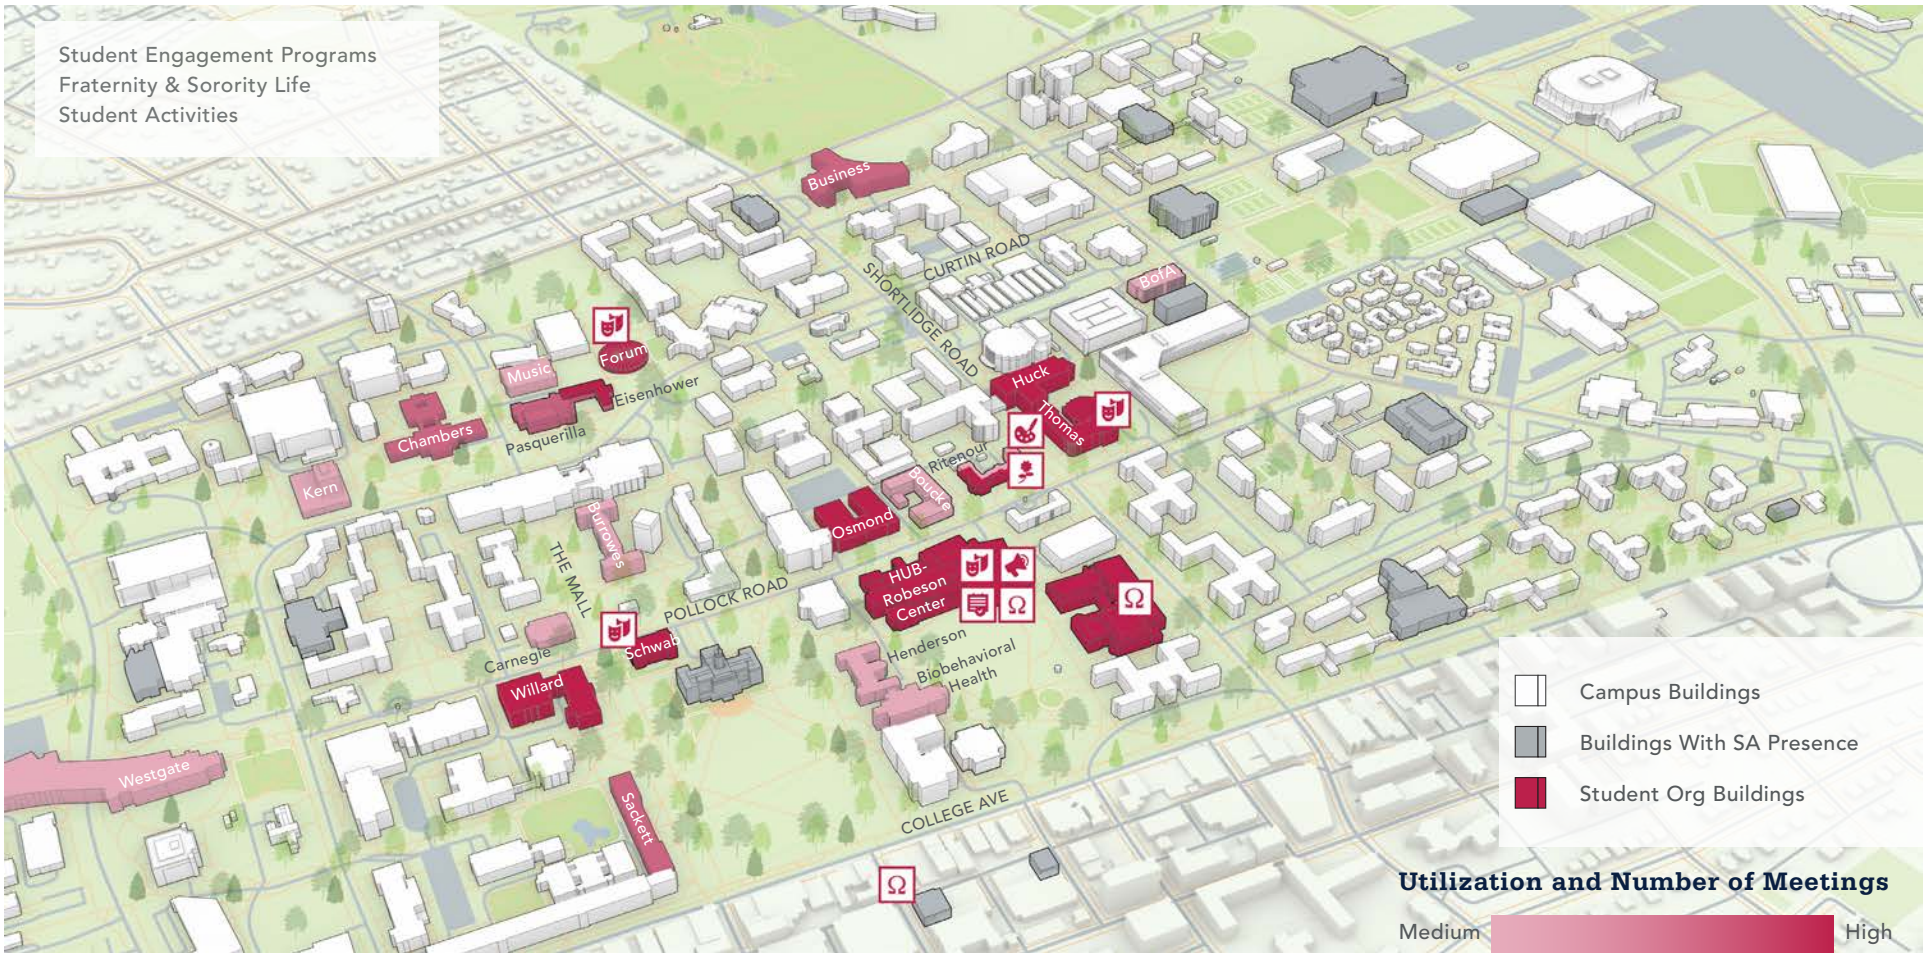 Student Engagement Programs
Fraternity & Sorority Life
Student Activities
Business
CURTIN ROAD
SHORTLIDGE ROAD
BofA
Forum
Music
Eisenhower
Huck
Thomas
Chambers
Pasquerilla
Ritenour
Boucke
Kern
Osmond
Burrowes
THE MALL
POLLOCK ROAD
HUB-
Robeson
Center
Ω
Ω
Schwab
Carnegie
Henderson
Biobehavioral
Health
Willard
Westgate
Sackett
COLLEGE AVE
Ω
Campus Buildings
Buildings With SA Presence
Student Org Buildings
Utilization and Number of Meetings
Medium
High